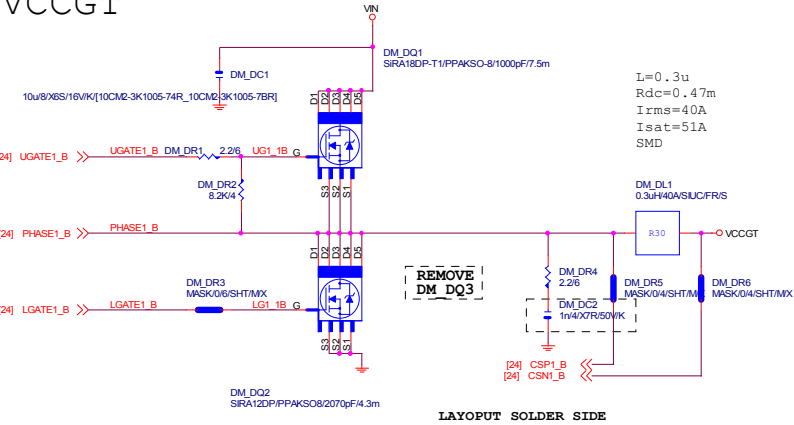 VCCGT
VIN
DM_DQ1
SiRA18DP-T1/PPAKSO-8/1000pF/7.5m
DM_DC1
10u/8/X6S/16V/K/[10CM2-3K1005-74R_10CM2-3K1005-7BR]
L=0.3u
Rdc=0.47m
Irms=40A
Isat=51A
SMD
D1 D2 D3 D4 D5
24] UGATE1_B
UGATE1_B
DM_DR1
2.2/6
UG1_1B
G
S3 S2 S1
DM_DR2
8.2K/4
DM_DL1
0.3uH/40A/SIUC/FR/S
24] PHASE1_B
PHASE1_B
R30
VCCGT
D1 D2 D3 D4 D5
REMOVE
DM DQ3
DM_DR3
MASK/0/6/SHT/M/X
DM_DR4
2.2/6
DM_DR5
MASK/0/4/SHT/M/X
DM_DR6
MASK/0/4/SHT/M/X
24] LGATE1_B
LGATE1_B
LG1_1B
G
DM_DC2
1n/4/X7R/50V/K
S3 S2 S1
[24] CSP1_B
[24] CSN1_B
DM_DQ2
SIRA12DP/PPAKSO8/2070pF/4.3m
LAYOPUT SOLDER SIDE